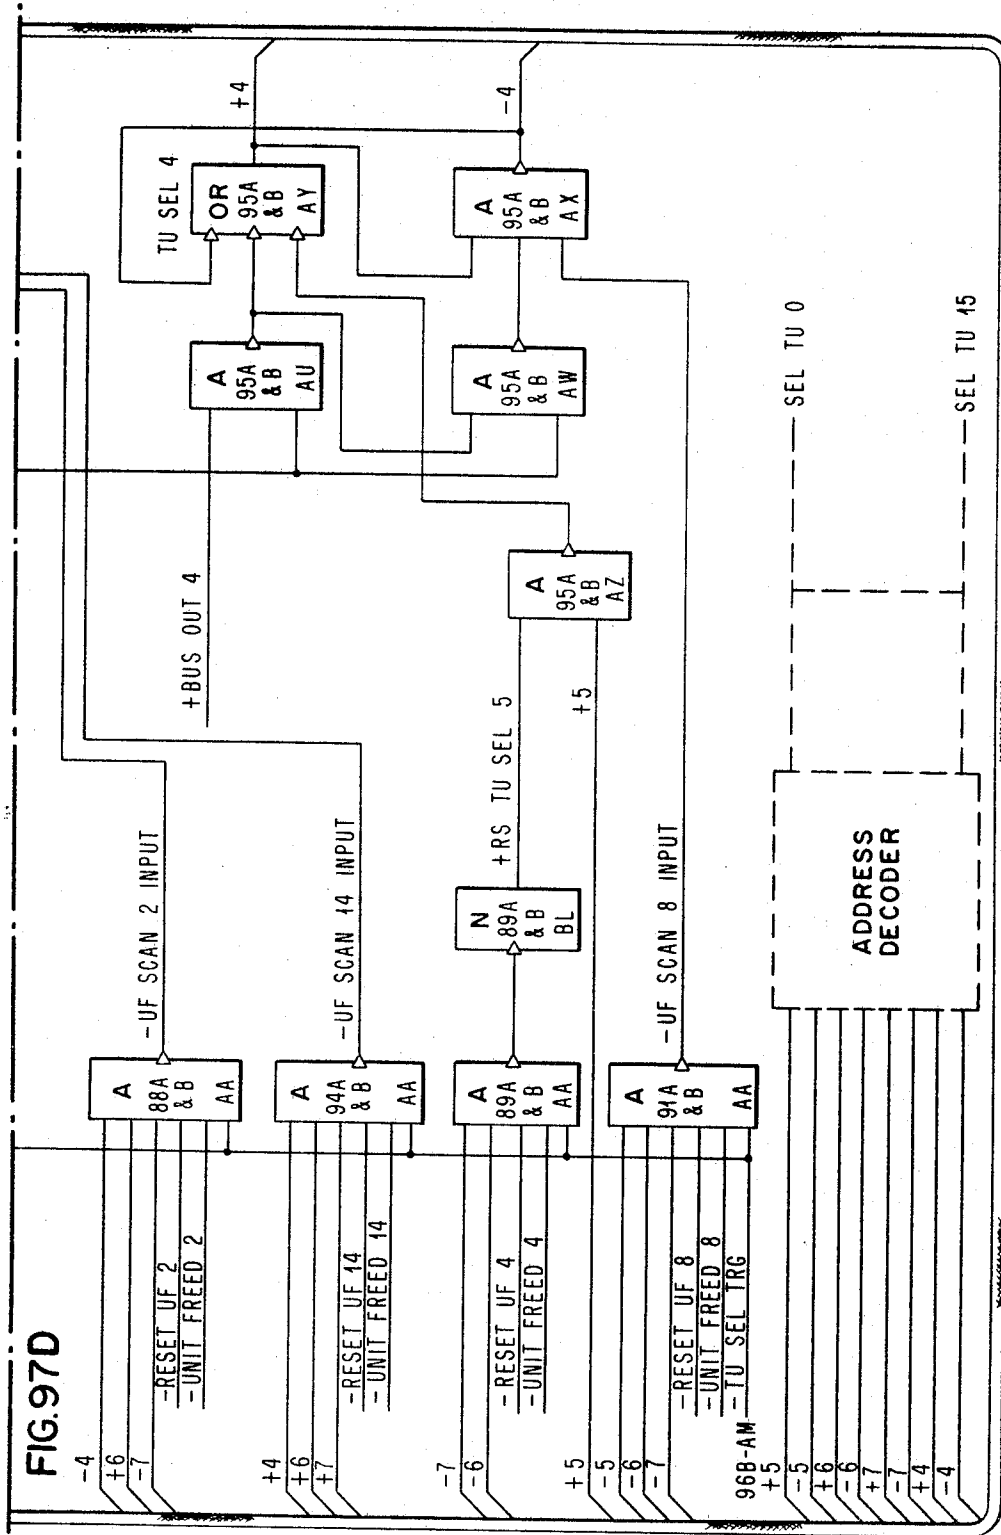 FIG.97D
-4
+6
-7
-RESET UF 2
-UNIT FREED 2
A
88A
& B
AA
-UF SCAN 2 INPUT
+4
+6
+7
-RESET UF 14
-UNIT FREED 14
A
94A
& B
AA
-UF SCAN 14 INPUT
-7
-6
-RESET UF 4
-UNIT FREED 4
A
89A
& B
AA
N
89A
& B
BL
+RS TU SEL 5
+5
-5
-6
-7
-RESET UF 8
-UNIT FREED 8
-TU SEL TRG
96B-AM
A
91A
& B
AA
-UF SCAN 8 INPUT
+5
A
95A
& B
AZ
+BUS OUT 4
A
95A
& B
AU
A
95A
& B
AW
TU SEL 4
OR
95A
& B
AY
+4
A
95A
& B
AX
-4
+5
-5
+6
-6
+7
-7
+4
-4
ADDRESS
DECODER
SEL TU 0
SEL TU 15